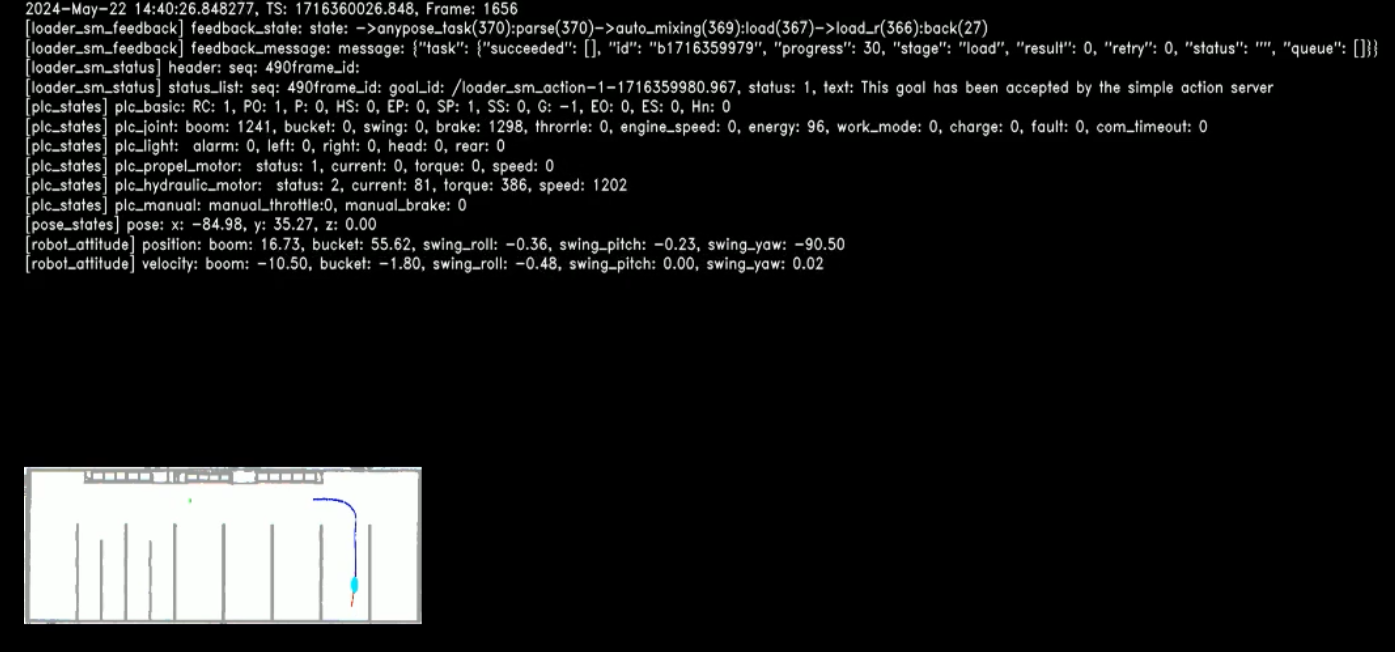 2024-May-22 14:40:26.848277, TS: 1716360026.848, Frame: 1656
[loader_sm_feedback] feedback_state: state: ->anypose_task(370):parse(370)->auto_mixing(369):load(367)->load_r(366):back(27)
[loader_sm_feedback] feedback_message: message: {"task": {"succeeded": [], "id": "b1716359979", "progress": 30, "stage": "load", "result": 0, "retry": 0, "status": "", "queue": []}}
[loader_sm_status] header: seq: 490frame_id:
[loader_sm_status] status_list: seq: 490frame_id: goal_id: /loader_sm_action-1-1716359980.967, status: 1, text: This goal has been accepted by the simple action server
[plc_states] plc_basic: RC: 1, PO: 1, P: 0, HS: 0, EP: 0, SP: 1, SS: 0, G: -1, EO: 0, ES: 0, Hn: 0
[plc_states] plc_joint: boom: 1241, bucket: 0, swing: 0, brake: 1298, throrrle: 0, engine_speed: 0, energy: 96, work_mode: 0, charge: 0, fault: 0, com_timeout: 0
[plc_states] plc_light:  alarm: 0, left: 0, right: 0, head: 0, rear: 0
[plc_states] plc_propel_motor:  status: 1, current: 0, torque: 0, speed: 0
[plc_states] plc_hydraulic_motor:  status: 2, current: 81, torque: 386, speed: 1202
[plc_states] plc_manual: manual_throttle:0, manual_brake: 0
[pose_states] pose: x: -84.98, y: 35.27, z: 0.00
[robot_attitude] position: boom: 16.73, bucket: 55.62, swing_roll: -0.36, swing_pitch: -0.23, swing_yaw: -90.50
[robot_attitude] velocity: boom: -10.50, bucket: -1.80, swing_roll: -0.48, swing_pitch: 0.00, swing_yaw: 0.02